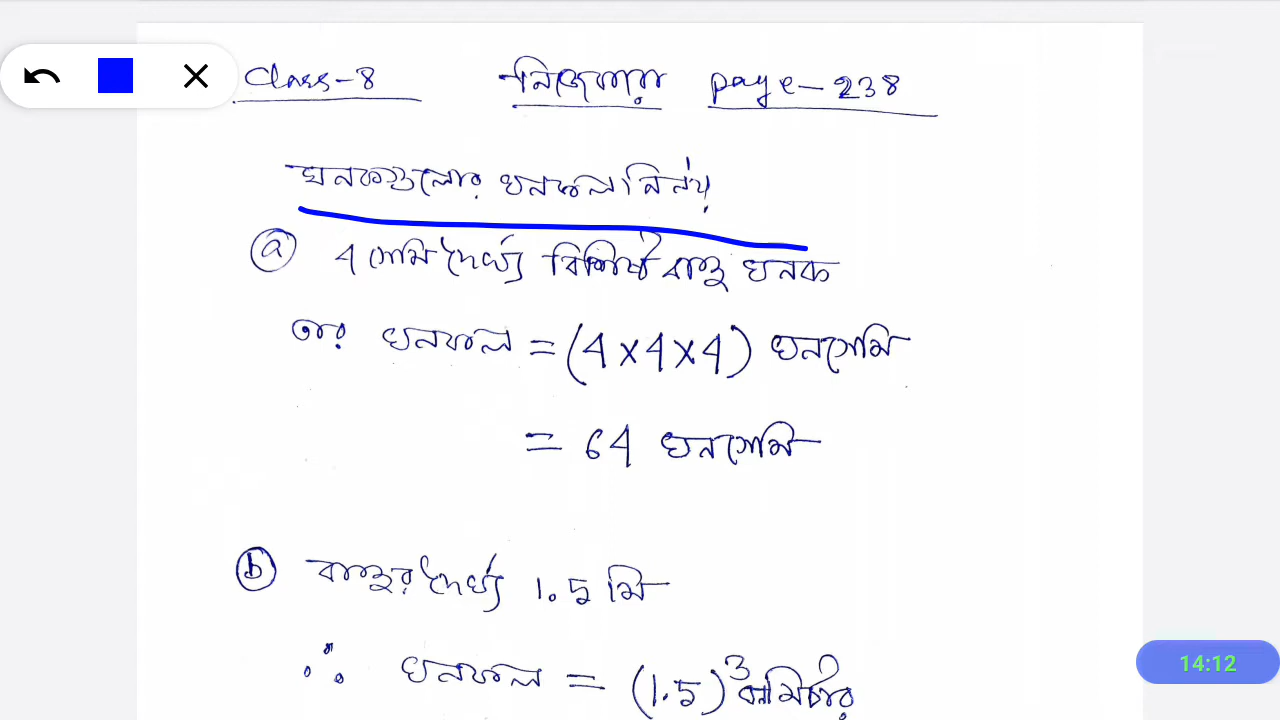 Class-8 নিজে করো Page-238
ঘনকগুলোর ঘনফল নির্ণয়
ⓐ 4 সেমি দৈর্ঘ্য বিশিষ্ট বাহু ঘনক
তার ঘনফল = (4×4×4) ঘনসেমি
= 64 ঘনসেমি
ⓑ বাহুর দৈর্ঘ্য 1.5 মি
∴ ঘনফল = (1.5)³
14:12